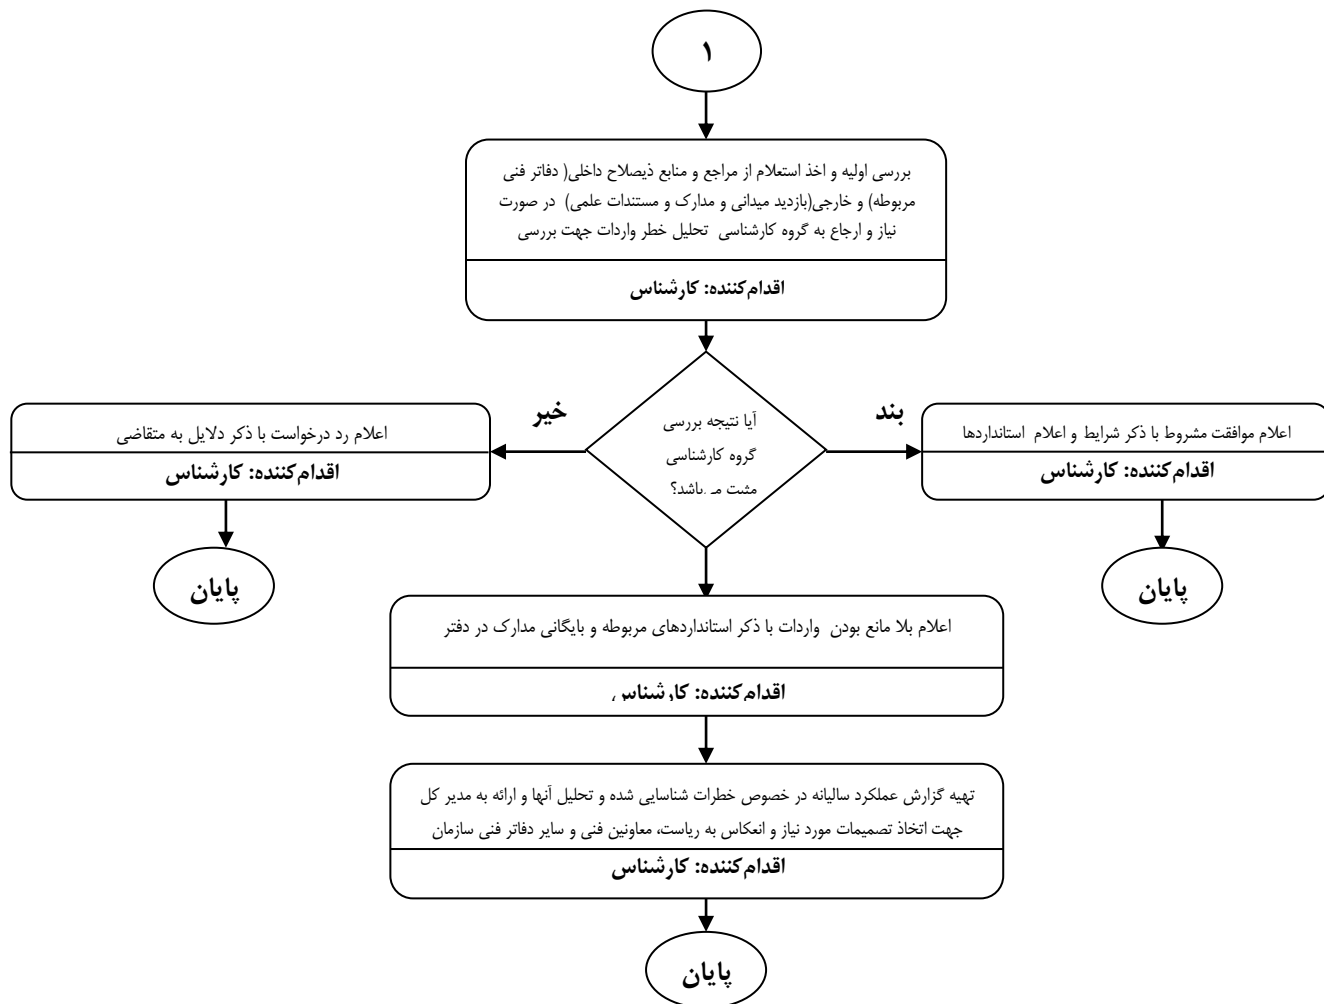 ۱
بررسی اولیه و اخذ استعلام از مراجع و منابع ذیصلاح داخلی( دفاتر فنی
مربوطه) و خارجی(بازدید میدانی و مدارک و مستندات علمی) در صورت
نیاز و ارجاع به گروه کارشناسی تحلیل خطر واردات جهت بررسی
اقدام‌کننده: کارشناس
آیا نتیجه بررسی
گروه کارشناسی
بند
اعلام موافقت مشروط با ذکر شرایط و اعلام استانداردها
اقدام‌کننده: کارشناس
پایان
خیر
اعلام رد درخواست با ذکر دلایل به متقاضی
اقدام‌کننده: کارشناس
پایان
اعلام بلا مانع بودن واردات با ذکر استانداردهای مربوطه و بایگانی مدارک در دفتر
اقدام‌کننده: کارشناس
تهیه گزارش عملکرد سالیانه در خصوص خطرات شناسایی شده و تحلیل آنها و ارائه به مدیر کل
جهت اتخاذ تصمیمات مورد نیاز و انعکاس به ریاست، معاونین فنی و سایر دفاتر فنی سازمان
اقدام‌کننده: کارشناس
پایان